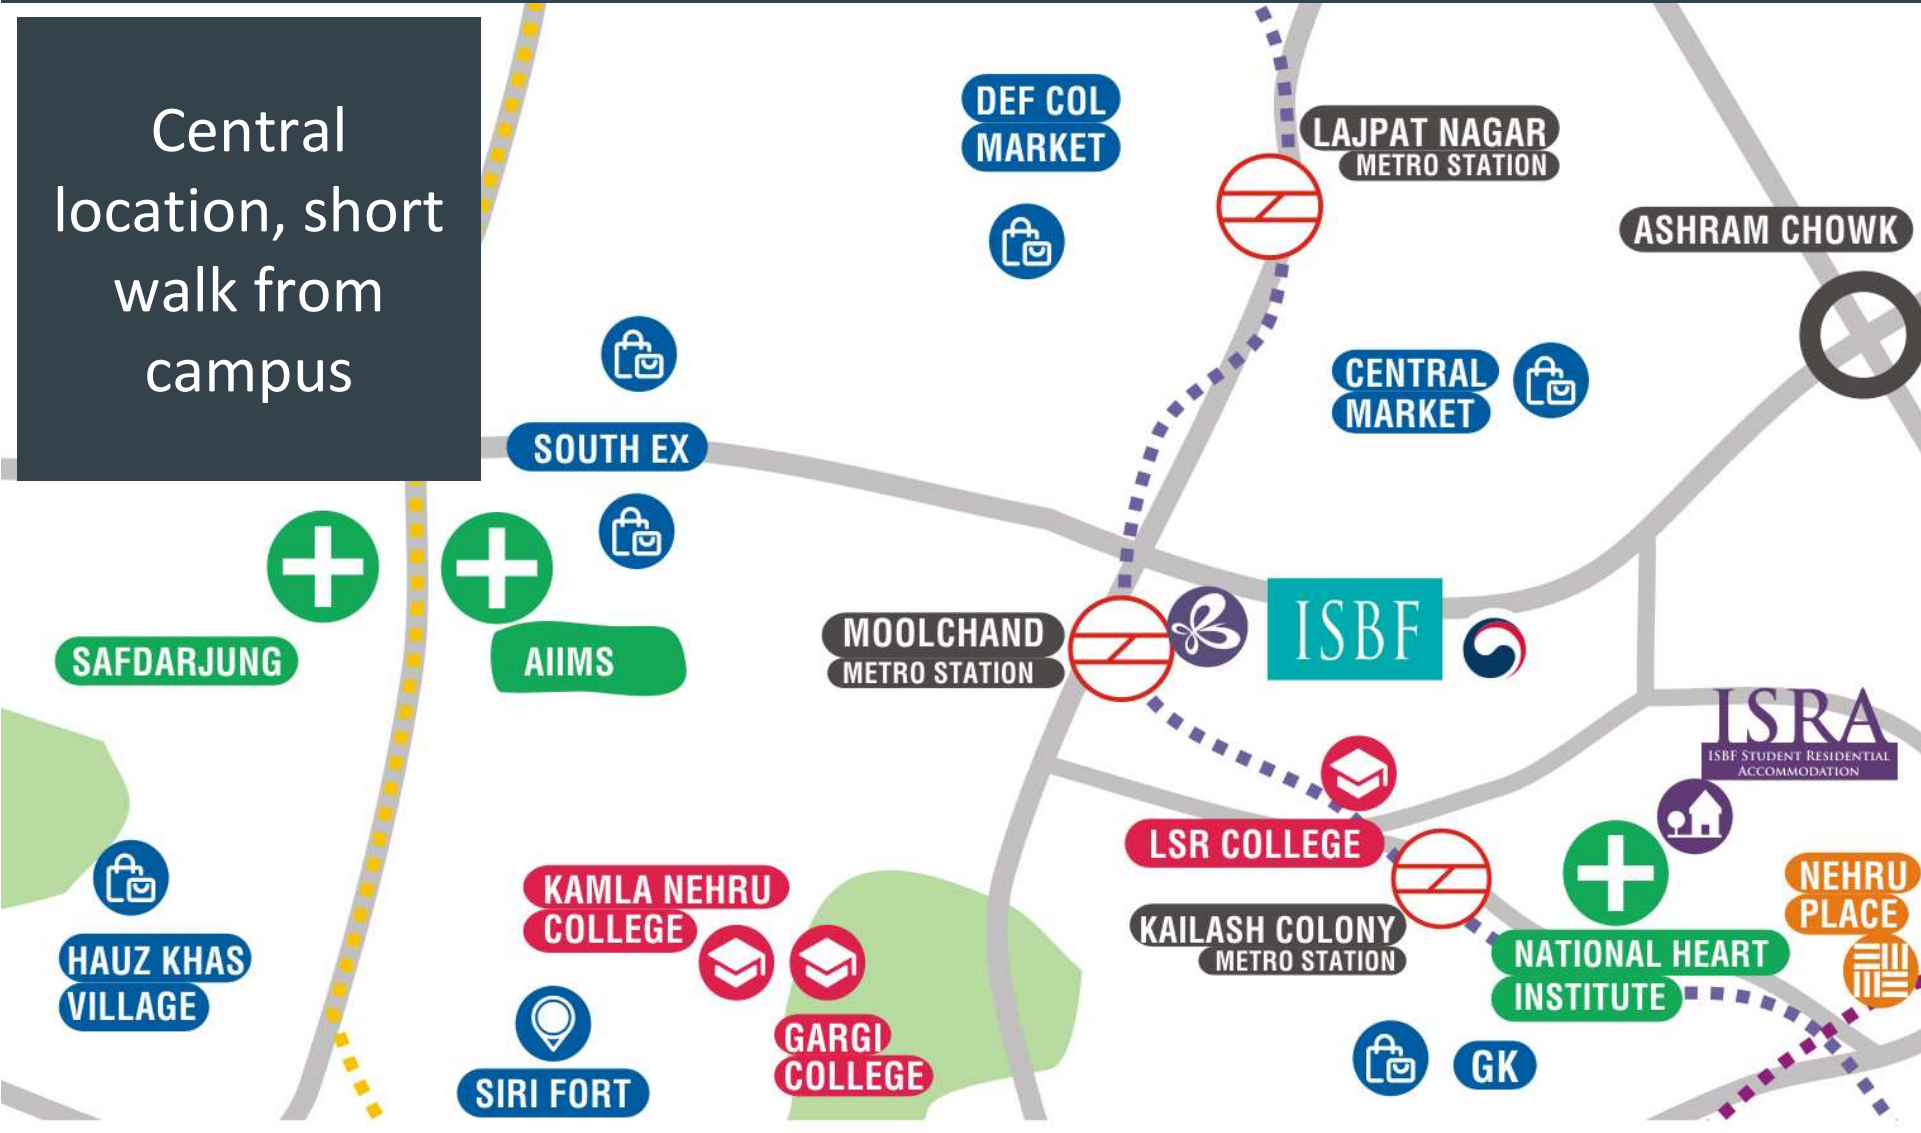 Central
location, short
walk from
campus
DEF COL
MARKET
LAJPAT NAGAR
METRO STATION
ASHRAM CHOWK
CENTRAL
MARKET
SOUTH EX
SAFDARJUNG
AIIMS
MOOLCHAND
METRO STATION
ISBF
ISRA
ISBF STUDENT RESIDENTIAL
ACCOMMODATION
LSR COLLEGE
KAMLA NEHRU
COLLEGE
NEHRU
PLACE
KAILASH COLONY
METRO STATION
NATIONAL HEART
INSTITUTE
HAUZ KHAS
VILLAGE
GARGI
COLLEGE
SIRI FORT
GK